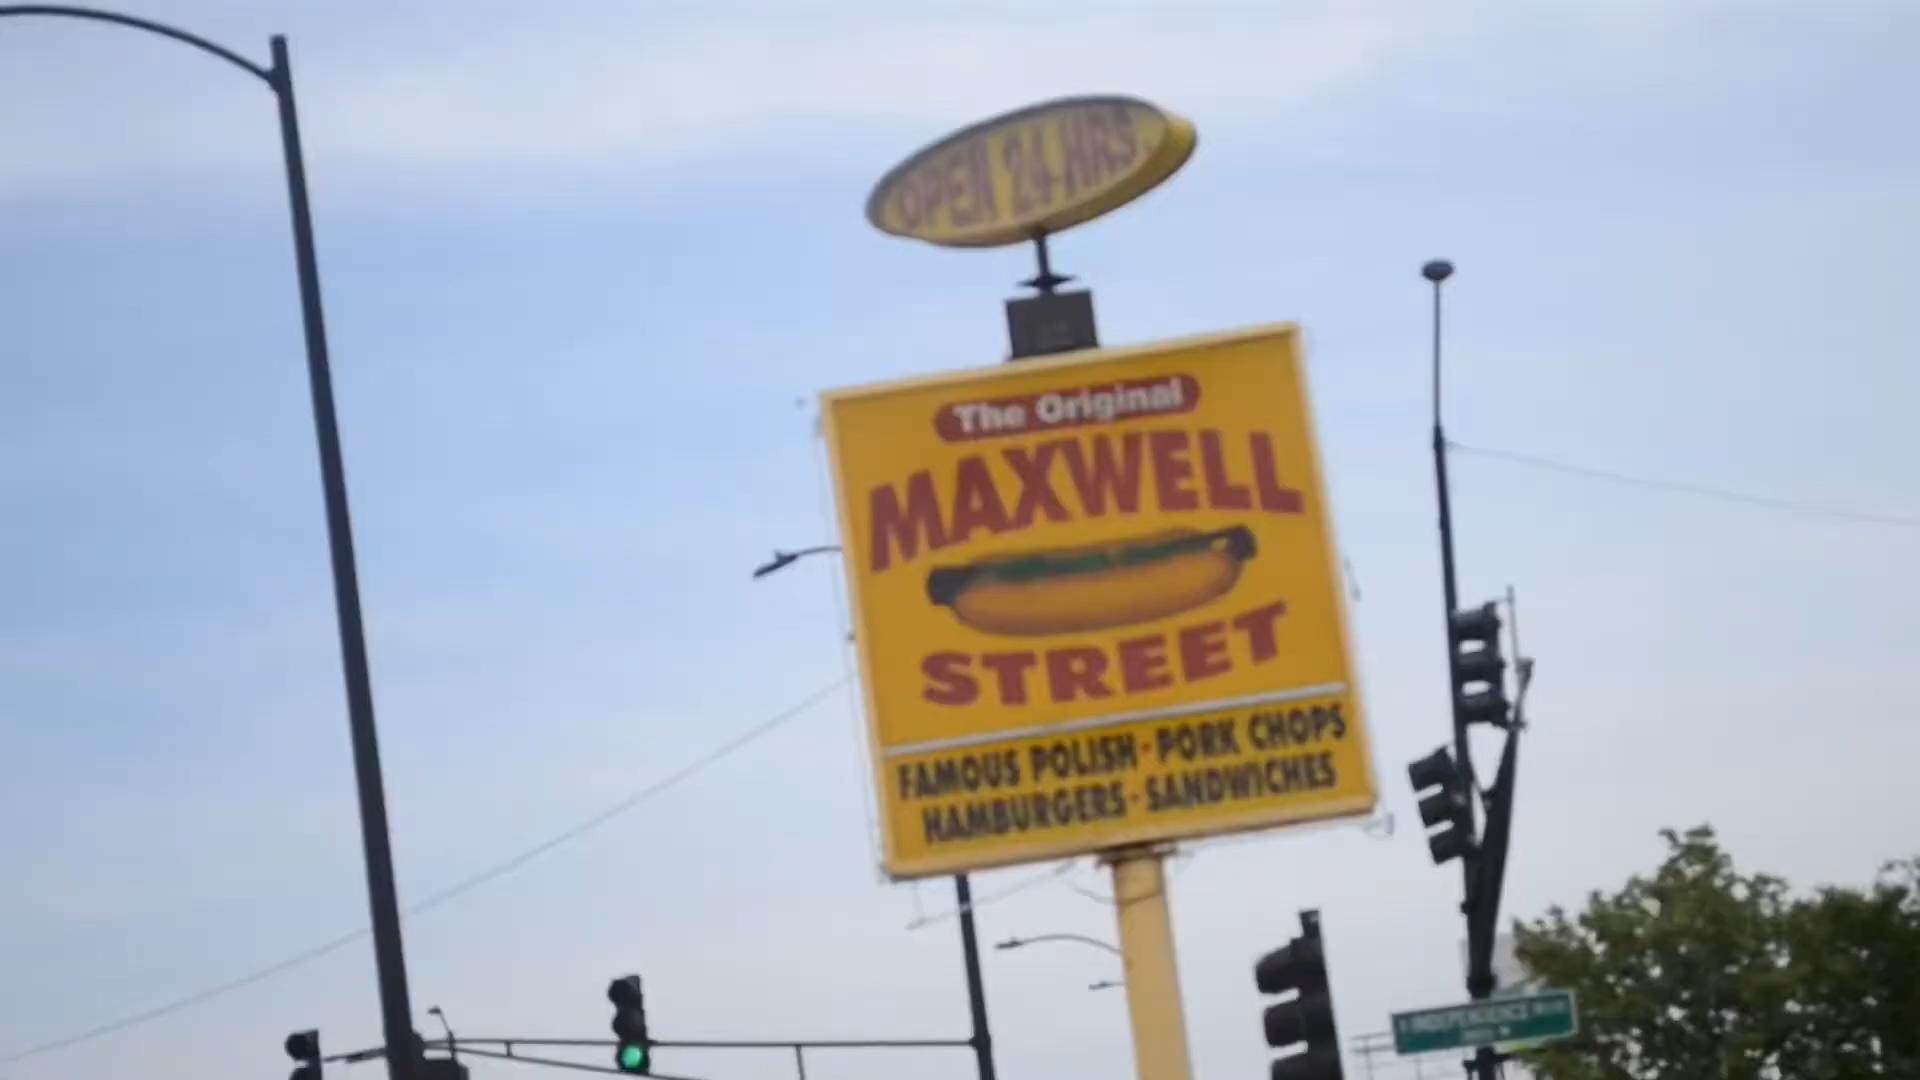 OPEN 24 HRS
The Original
MAXWELL
STREET
FAMOUS POLISH · PORK CHOPS
HAMBURGERS · SANDWICHES
INDEPENDENCE